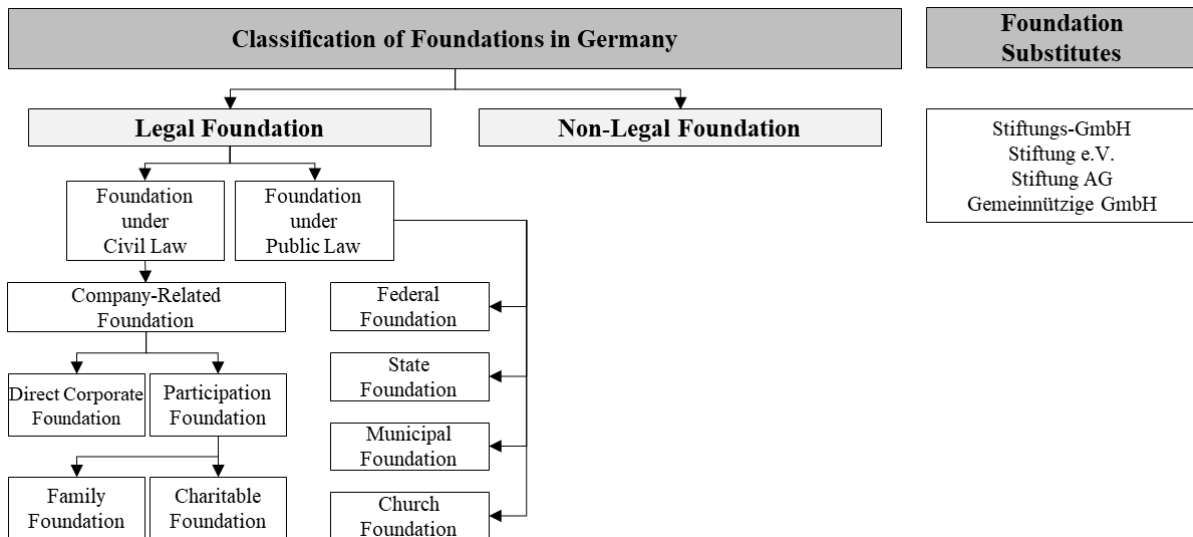 Classification of Foundations in Germany
Foundation
Substitutes
Legal Foundation
Non-Legal Foundation
Stiftungs-GmbH
Stiftung e.V.
Stiftung AG
Gemeinnützige GmbH
Foundation
under
Civil Law
Foundation
under
Public Law
Company-Related
Foundation
Federal
Foundation
Direct Corporate
Foundation
Participation
Foundation
State
Foundation
Municipal
Foundation
Family
Foundation
Charitable
Foundation
Church
Foundation